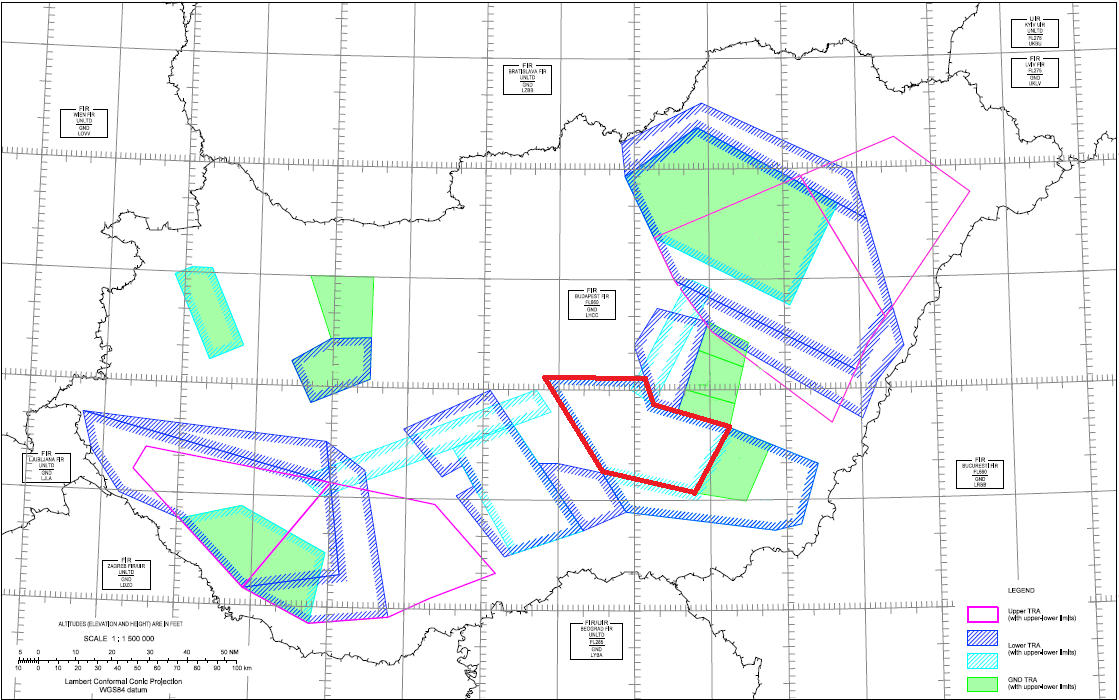 UIR
KYIV UIR
UNLTD
FL275
UKBU
FIR
LVIV FIR
FL275
GND
UKLV
FIR
BRATISLAVA FIR
UNLTD
GND
LZBB
FIR
WIEN FIR
UNLTD
GND
LOVV
FIR
BUDAPEST FIR
FL660
GND
LHCC
FIR
LJUBLJANA FIR
UNLTD
GND
LJLA
FIR
BUCURESTI FIR
FL660
GND
LRBB
FIR
ZAGREB FIR/UIR
UNLTD
GND
LDZO
FIR/UIR
BEOGRAD FIR
UNLTD
FL285
GND
LYBA
LEGEND
Upper TRA
(with upper-lower limits)
Lower TRA
(with upper-lower limits)
GND TRA
(with upper-lower limits)
ALTITUDES (ELEVATION AND HEIGHT) ARE IN FEET
SCALE 1 : 1 500 000
5 0 10 20 30 40 50 NM
10 0 10 20 30 40 50 60 70 80 90 100 km
Lambert Conformal Conic Projection
WGS84 datum